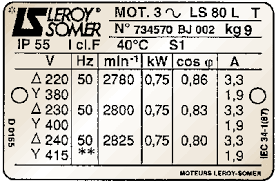 LS LEROY® SOMER
MOT. 3 ~ LS 80 L T
N° 734570 BJ 002 kg 9
IP 55 I cl.F 40°C S1
V Hz min-1 kW cos φ A
Δ 220 50 2780 0,75 0,86 3,3
Y 380 1,9
Δ 230 50 2800 0,75 0,83 3,3
Y 400 1,9
Δ 240 50 2825 0,75 0,80 3,3
Y 415 ** 1,9
D.0155
IEC 34-1(87)
MOTEURS LEROY-SOMER